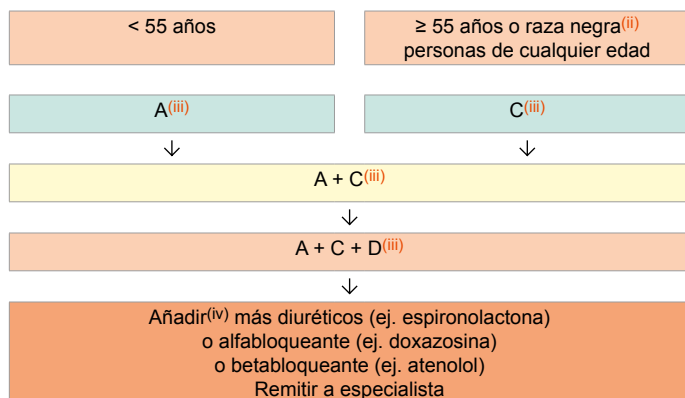 < 55 años
≥ 55 años o raza negra(ii)
personas de cualquier edad
A(iii)
C(iii)
A + C(iii)
A + C + D(iii)
Añadir(iv) más diuréticos (ej. espironolactona)
o alfabloqueante (ej. doxazosina)
o betabloqueante (ej. atenolol)
Remitir a especialista